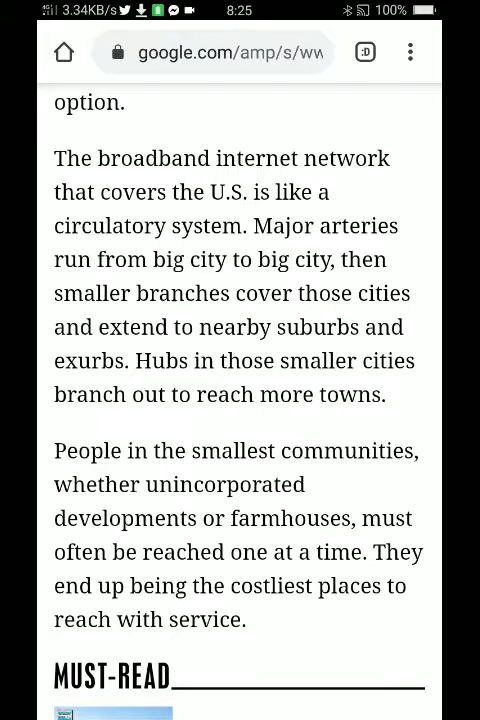 3.34KB/s 8:25 100%
google.com/amp/s/ww :D
option.
The broadband internet network
that covers the U.S. is like a
circulatory system. Major arteries
run from big city to big city, then
smaller branches cover those cities
and extend to nearby suburbs and
exurbs. Hubs in those smaller cities
branch out to reach more towns.
People in the smallest communities,
whether unincorporated
developments or farmhouses, must
often be reached one at a time. They
end up being the costliest places to
reach with service.
MUST-READ